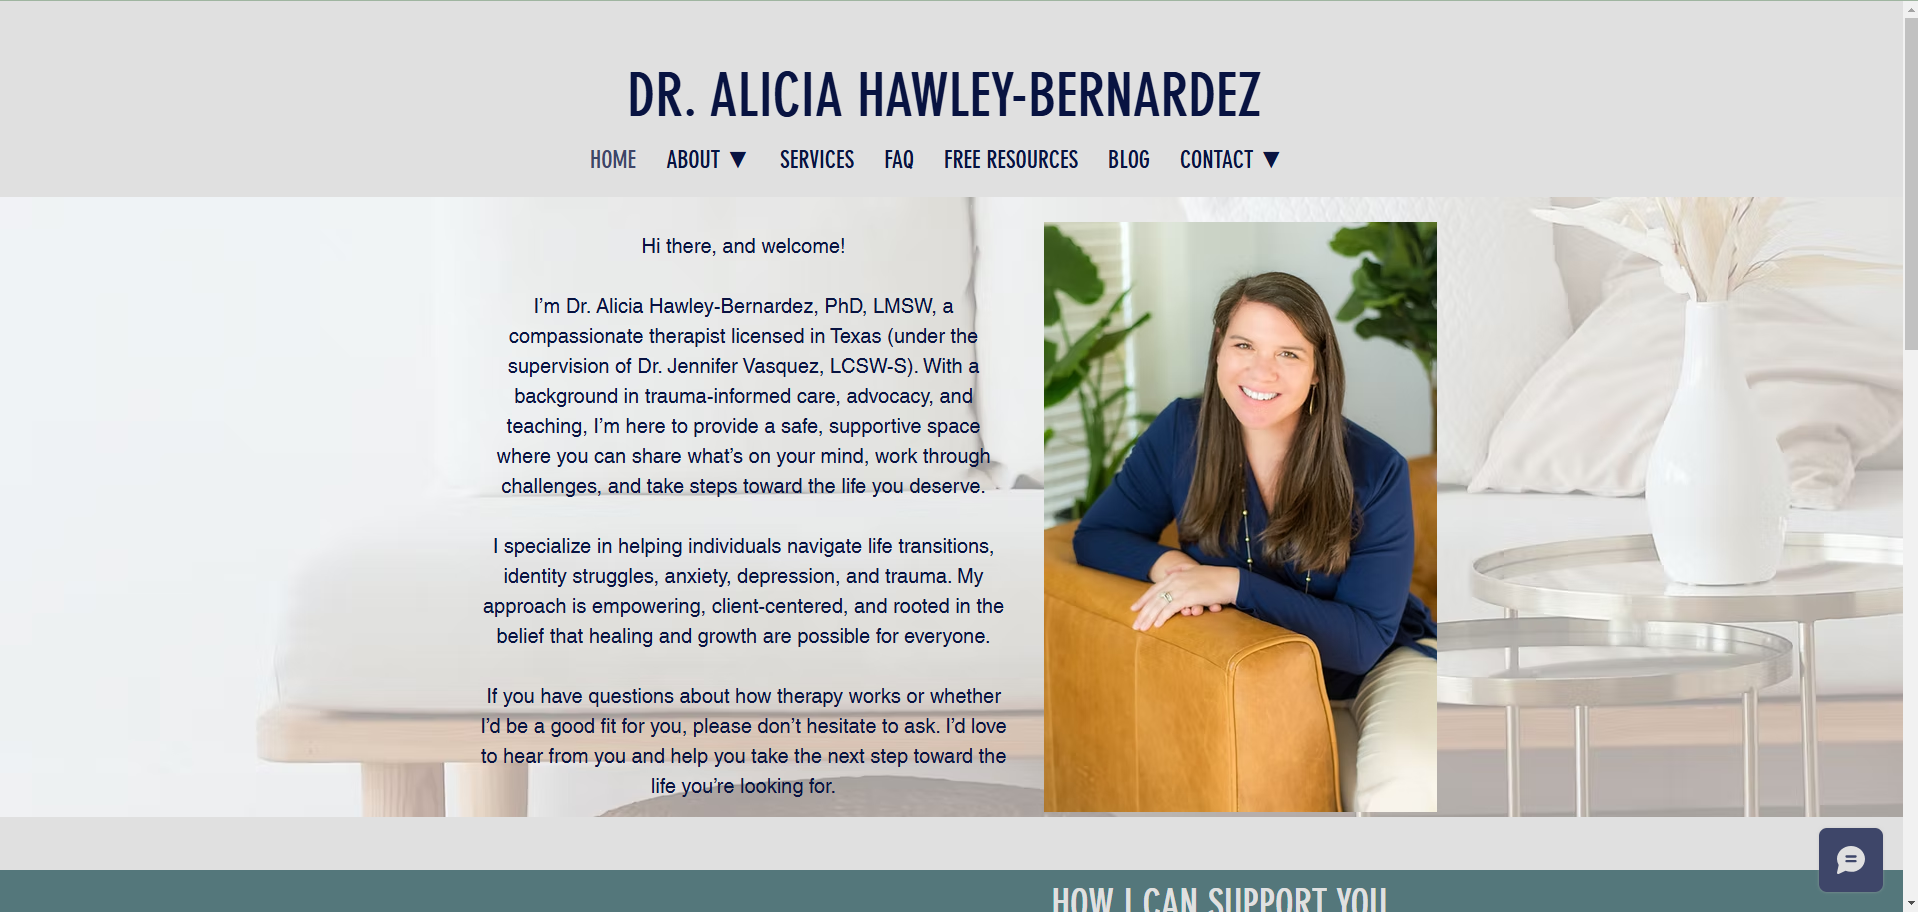 DR. ALICIA HAWLEY-BERNARDEZ
HOME ABOUT ▼ SERVICES FAQ FREE RESOURCES BLOG CONTACT ▼
Hi there, and welcome!
I’m Dr. Alicia Hawley-Bernardez, PhD, LMSW, a
compassionate therapist licensed in Texas (under the
supervision of Dr. Jennifer Vasquez, LCSW-S). With a
background in trauma-informed care, advocacy, and
teaching, I’m here to provide a safe, supportive space
where you can share what’s on your mind, work through
challenges, and take steps toward the life you deserve.
I specialize in helping individuals navigate life transitions,
identity struggles, anxiety, depression, and trauma. My
approach is empowering, client-centered, and rooted in the
belief that healing and growth are possible for everyone.
If you have questions about how therapy works or whether
I’d be a good fit for you, please don’t hesitate to ask. I’d love
to hear from you and help you take the next step toward the
life you’re looking for.
HOW I CAN SUPPORT YOU